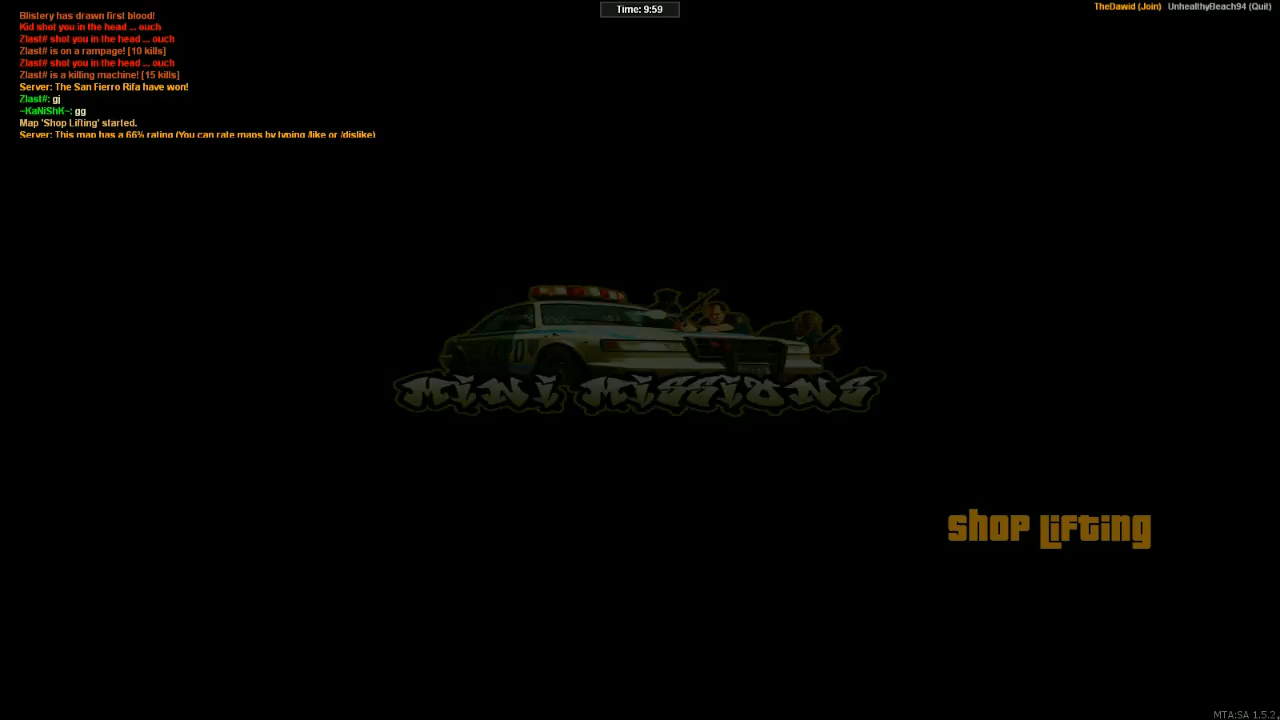 Blistery has drawn first blood!
Kid shot you in the head ... ouch
Zlast# shot you in the head ... ouch
Zlast# is on a rampage! [10 kills]
Zlast# shot you in the head ... ouch
Zlast# is a killing machine! [15 kills]
Server: The San Fierro Rifa have won!
Zlast#: gj
~KaNiShK~: gg
Map 'Shop Lifting' started.
Server: This map has a 66% rating (You can rate maps by typing /like or /dislike)
Time: 9:59
TheDawid (Join) UnhealthyBeach94 (Quit)
MiNi MiSSiONS
Shop Lifting
MTA:SA 1.5.2